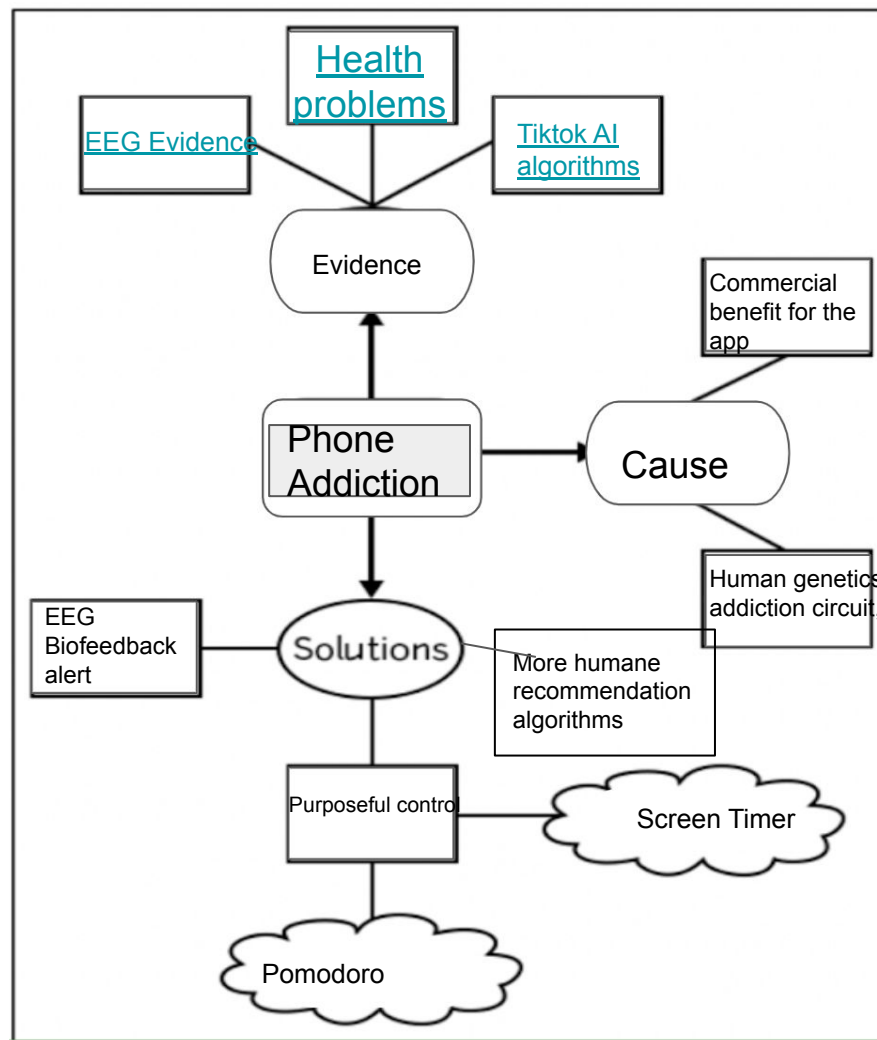 Health
problems
EEG Evidence
Tiktok AI
algorithms
Evidence
Commercial
benefit for the
app
Phone
Addiction
Cause
Human genetics
addiction circuit.
EEG
Biofeedback
alert
Solutions
More humane
recommendation
algorithms
Purposeful control
Screen Timer
Pomodoro